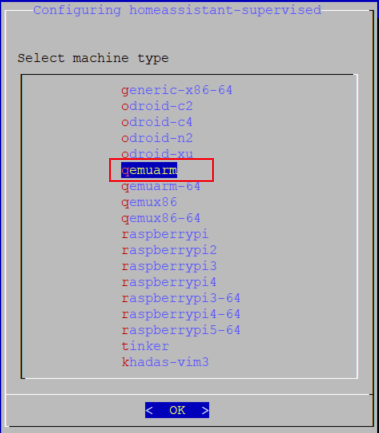 Configuring homeassistant-supervised
Select machine type
generic-x86-64
odroid-c2
odroid-c4
odroid-n2
odroid-xu
qemuarm
qemuarm-64
qemux86
qemux86-64
raspberrypi
raspberrypi2
raspberrypi3
raspberrypi4
raspberrypi3-64
raspberrypi4-64
raspberrypi5-64
tinker
khadas-vim3
< OK >